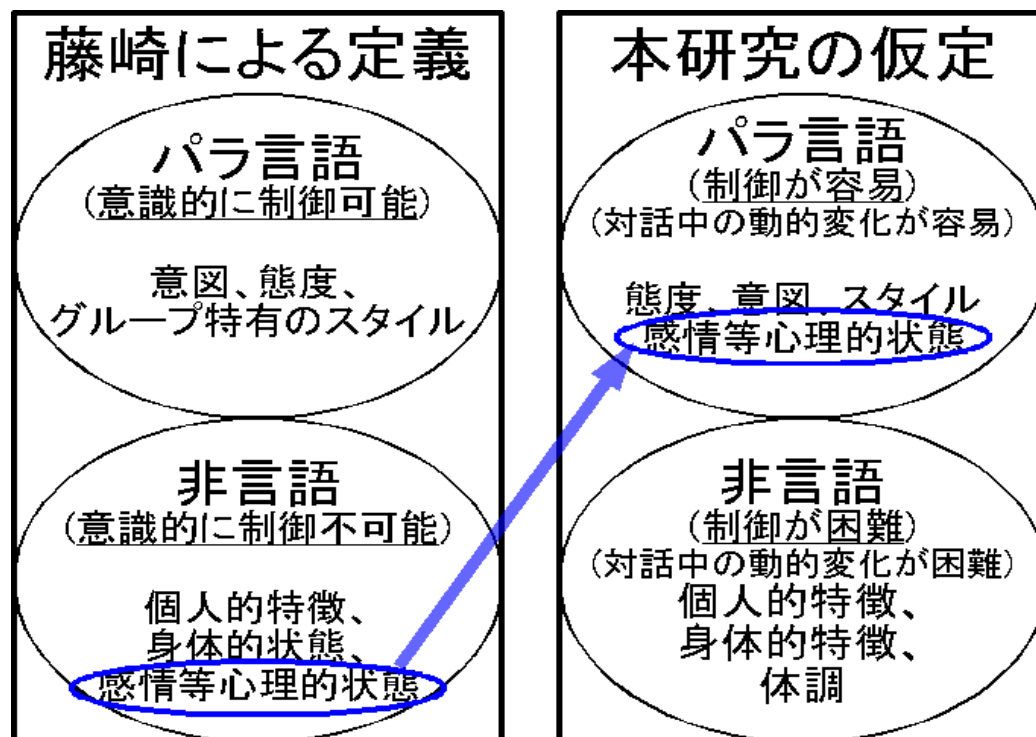 藤崎による定義
パラ言語
(意識的に制御可能)
意図、態度、
グループ特有のスタイル
非言語
(意識的に制御不可能)
個人的特徴、
身体的状態、
感情等心理的状態
本研究の仮定
パラ言語
(制御が容易)
(対話中の動的変化が容易)
態度、意図、スタイル
感情等心理的状態
非言語
(制御が困難)
(対話中の動的変化が困難)
個人的特徴、
身体的特徴、
体調